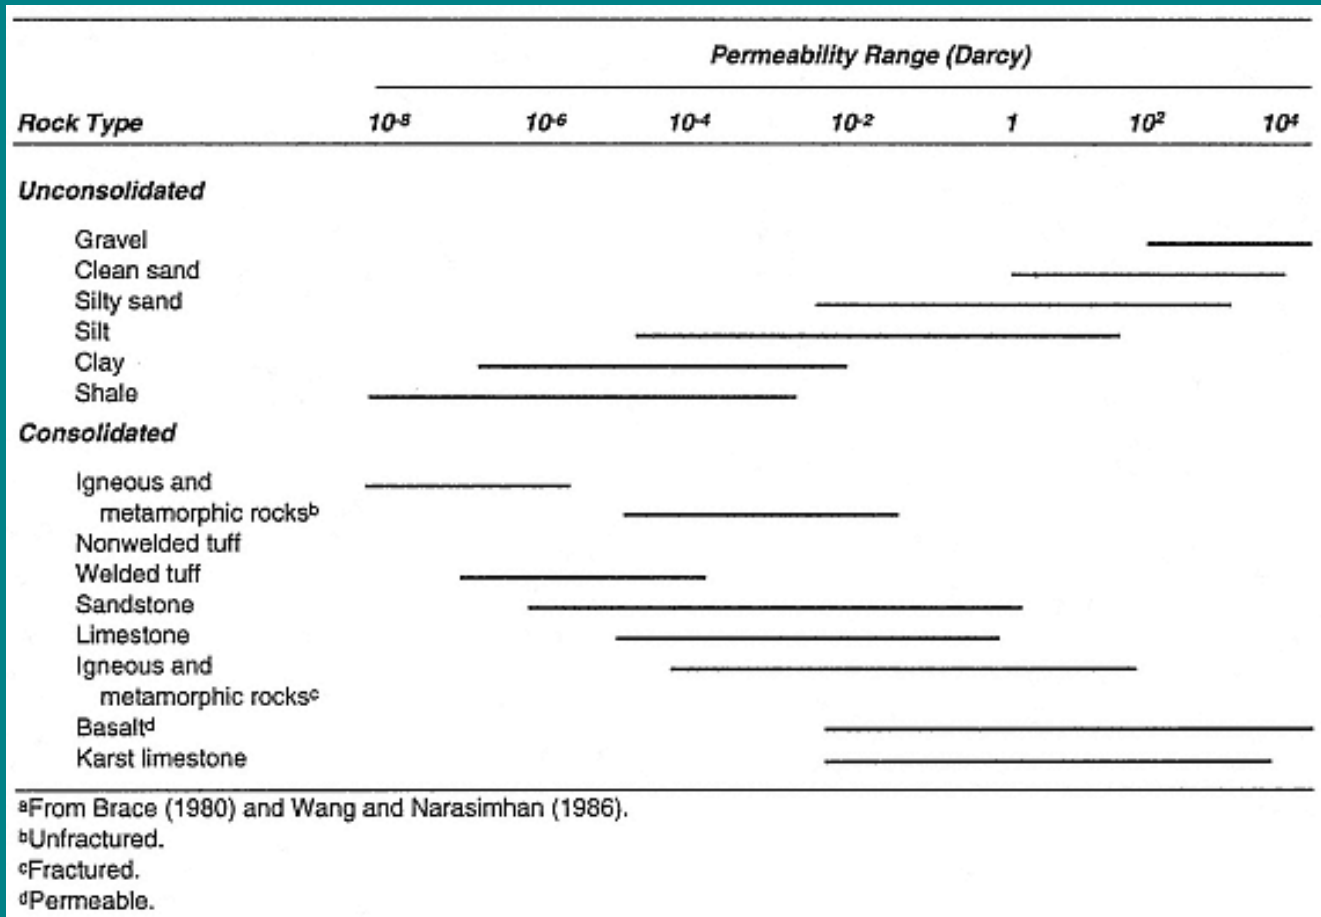 Permeability Range (Darcy)
Rock Type 10⁻⁸ 10⁻⁶ 10⁻⁴ 10⁻² 1 10² 10⁴
Unconsolidated
Gravel
Clean sand
Silty sand
Silt
Clay
Shale
Consolidated
Igneous and
metamorphic rocksᵇ
Nonwelded tuff
Welded tuff
Sandstone
Limestone
Igneous and
metamorphic rocksᶜ
Basaltᵈ
Karst limestone
ᵃFrom Brace (1980) and Wang and Narasimhan (1986).
ᵇUnfractured.
ᶜFractured.
ᵈPermeable.